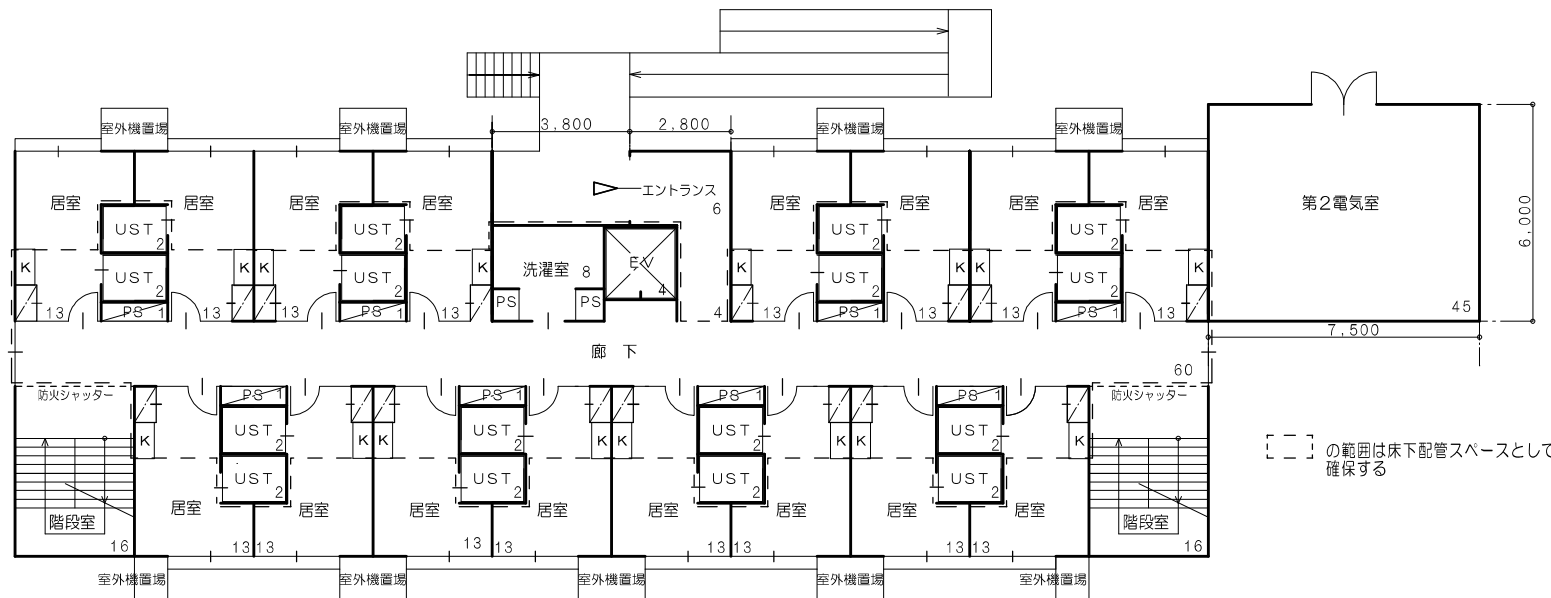 室外機置場 室外機置場 3,800 2,800 室外機置場 室外機置場
エントランス
居室 居室 居室 居室 6 居室 居室 居室 居室 第2電気室 6,000
UST 2 UST 2 UST 2 UST 2
K UST 2 K K UST 2 洗濯室 8 EV 4 K UST 2 K UST 2 K
PS PS
13 PS 1 13 13 PS 1 13 4 13 PS 1 13 13 PS 1 13 45
7,500
廊下
60
防火シャッター PS 1 PS 1 PS 1 PS 1 防火シャッター
K UST 2 K K UST 2 K K UST 2 K K UST 2 K
UST 2 UST 2 UST 2 UST 2
の範囲は床下配管スペースとして
確保する
居室 居室 居室 居室 居室 居室 居室 居室
階段室 階段室
16 13 13 13 13 13 13 13 13 16
室外機置場 室外機置場 室外機置場 室外機置場 室外機置場